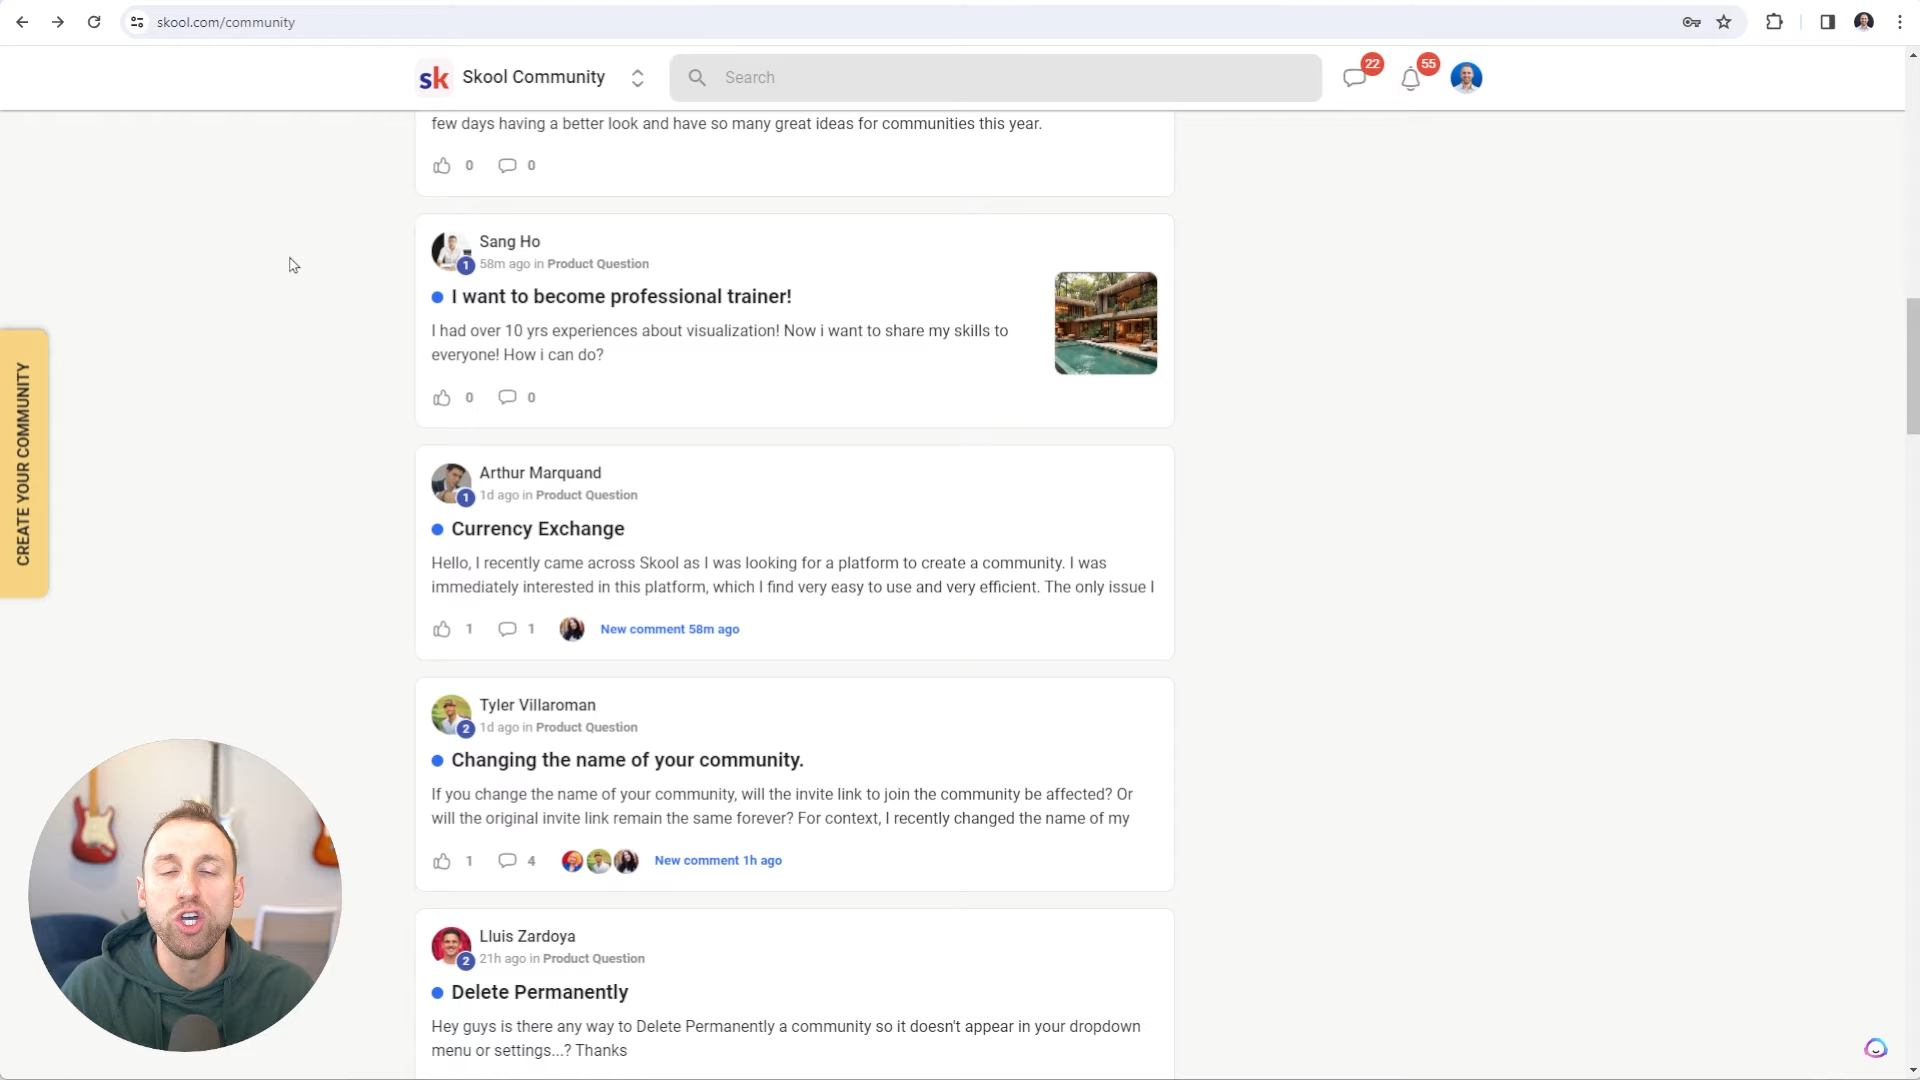 skool.com/community
sk Skool Community
Search
22
55
few days having a better look and have so many great ideas for communities this year.
0 0
Sang Ho
1 58m ago in Product Question
I want to become professional trainer!
I had over 10 yrs experiences about visualization! Now i want to share my skills to
everyone! How i can do?
0 0
CREATE YOUR COMMUNITY
Arthur Marquand
1 1d ago in Product Question
Currency Exchange
Hello, I recently came across Skool as I was looking for a platform to create a community. I was
immediately interested in this platform, which I find very easy to use and very efficient. The only issue I
1 1 New comment 58m ago
Tyler Villaroman
2 1d ago in Product Question
Changing the name of your community.
If you change the name of your community, will the invite link to join the community be affected? Or
will the original invite link remain the same forever? For context, I recently changed the name of my
1 4 New comment 1h ago
Lluis Zardoya
2 21h ago in Product Question
Delete Permanently
Hey guys is there any way to Delete Permanently a community so it doesn't appear in your dropdown
menu or settings...? Thanks